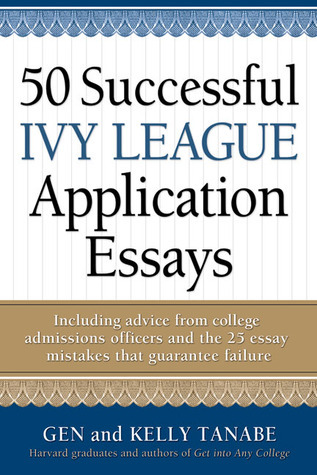 50 Successful
IVY LEAGUE
Application
Essays
Including advice from college
admissions officers and the 25 essay
mistakes that guarantee failure
GEN and KELLY TANABE
Harvard graduates and authors of Get into Any College